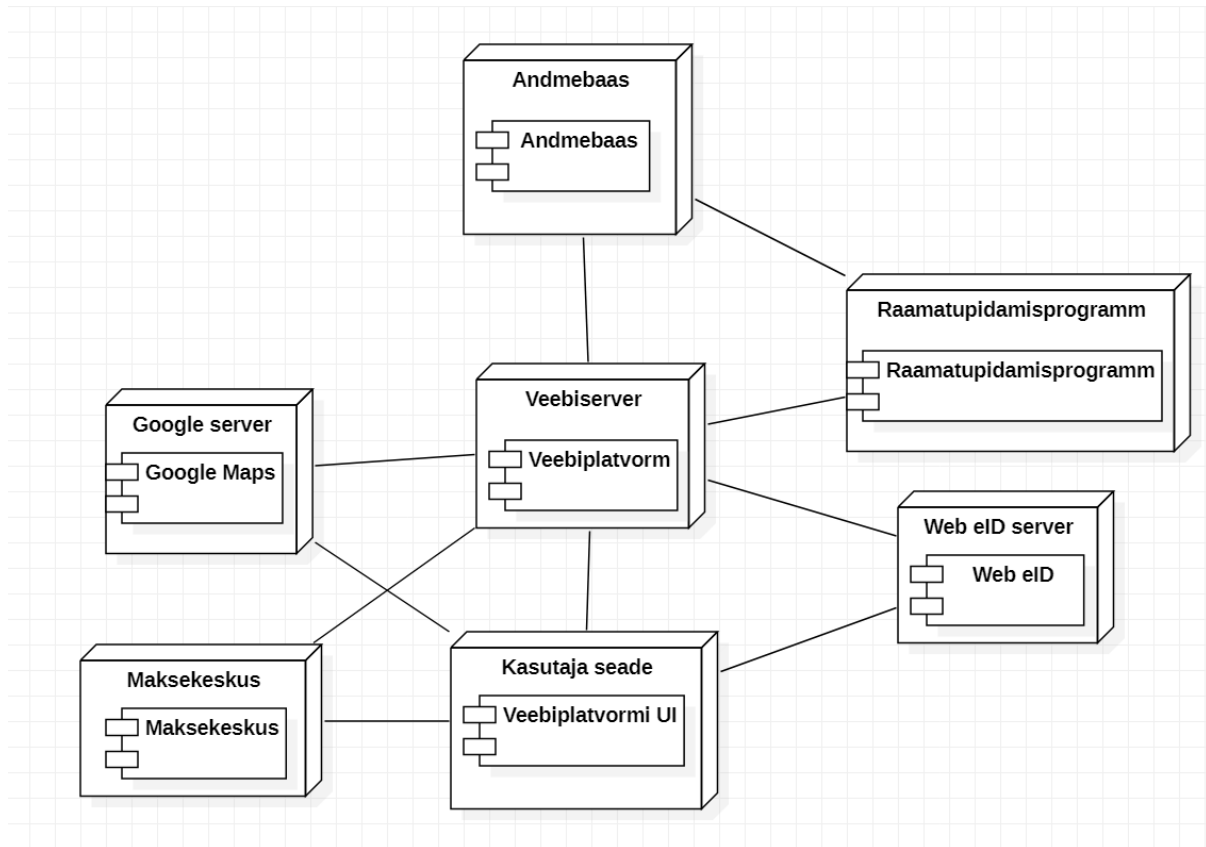 Andmebaas
Andmebaas
Raamatupidamisprogramm
Raamatupidamisprogramm
Veebiserver
Veebiplatvorm
Google server
Google Maps
Web eID server
Web eID
Kasutaja seade
Veebiplatvormi UI
Maksekeskus
Maksekeskus